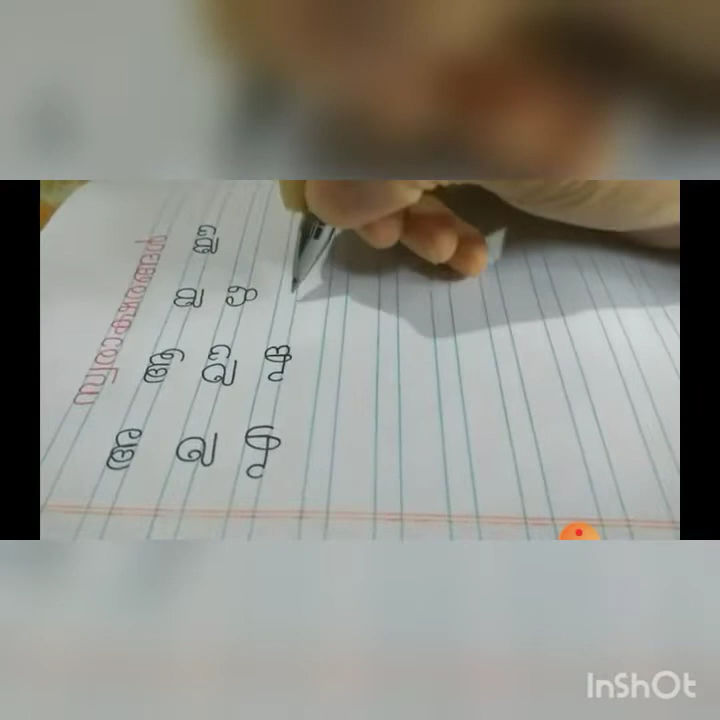 സ്വരാക്ഷരങ്ങൾ
അ ആ ഇ ഈ
ഉ ഊ ഋ
എ ഏ
InShOt